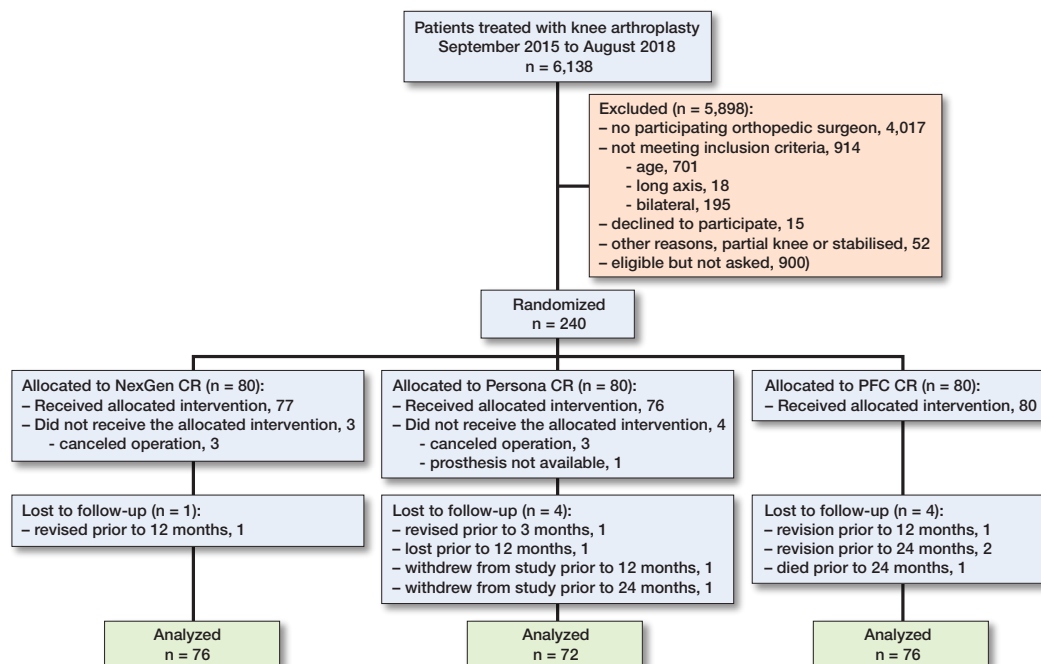 Patients treated with knee arthroplasty
September 2015 to August 2018
n = 6,138
Excluded (n = 5,898):
– no participating orthopedic surgeon, 4,017
– not meeting inclusion criteria, 914
- age, 701
- long axis, 18
- bilateral, 195
– declined to participate, 15
– other reasons, partial knee or stabilised, 52
– eligible but not asked, 900)
Randomized
n = 240
Allocated to NexGen CR (n = 80):
– Received allocated intervention, 77
– Did not receive the allocated intervention, 3
- canceled operation, 3
Allocated to Persona CR (n = 80):
– Received allocated intervention, 76
– Did not receive the allocated intervention, 4
- canceled operation, 3
- prosthesis not available, 1
Allocated to PFC CR (n = 80):
– Received allocated intervention, 80
Lost to follow-up (n = 1):
– revised prior to 12 months, 1
Lost to follow-up (n = 4):
– revised prior to 3 months, 1
– lost prior to 12 months, 1
– withdrew from study prior to 12 months, 1
– withdrew from study prior to 24 months, 1
Lost to follow-up (n = 4):
– revision prior to 12 months, 1
– revision prior to 24 months, 2
– died prior to 24 months, 1
Analyzed
n = 76
Analyzed
n = 72
Analyzed
n = 76